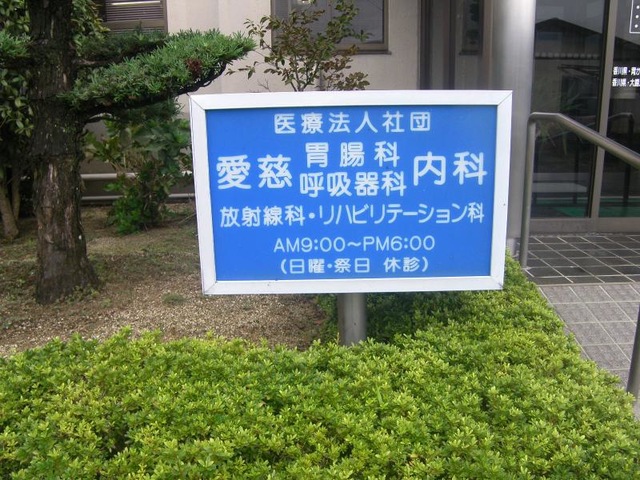 医療法人社団
愛慈 胃腸科 呼吸器科 内科
放射線科・リハビリテーション科
AM9:00～PM6:00
(日曜・祭日 休診)